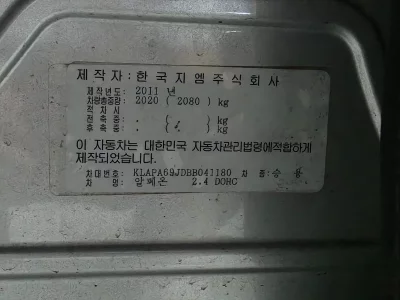 제작자:한국지엠주식회사
제작년도: 2011 년
차량총중량: 2020 ( 2080 ) kg
적차시
전축중: . ( . ) kg
후축중: . ( . ) kg
이 자동차는 대한민국 자동차관리법령에적합하게
제작되었습니다.
차대번호: KLAPA69JDBB041180 차 종: 승 용
차 명: 알페온 2.4 DOHC